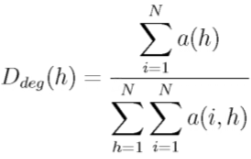 $$D_{deg}(h) = \frac{\sum_{i=1}^{N} a(h)}{\sum_{h=1}^{N} \sum_{i=1}^{N} a(i, h)}$$